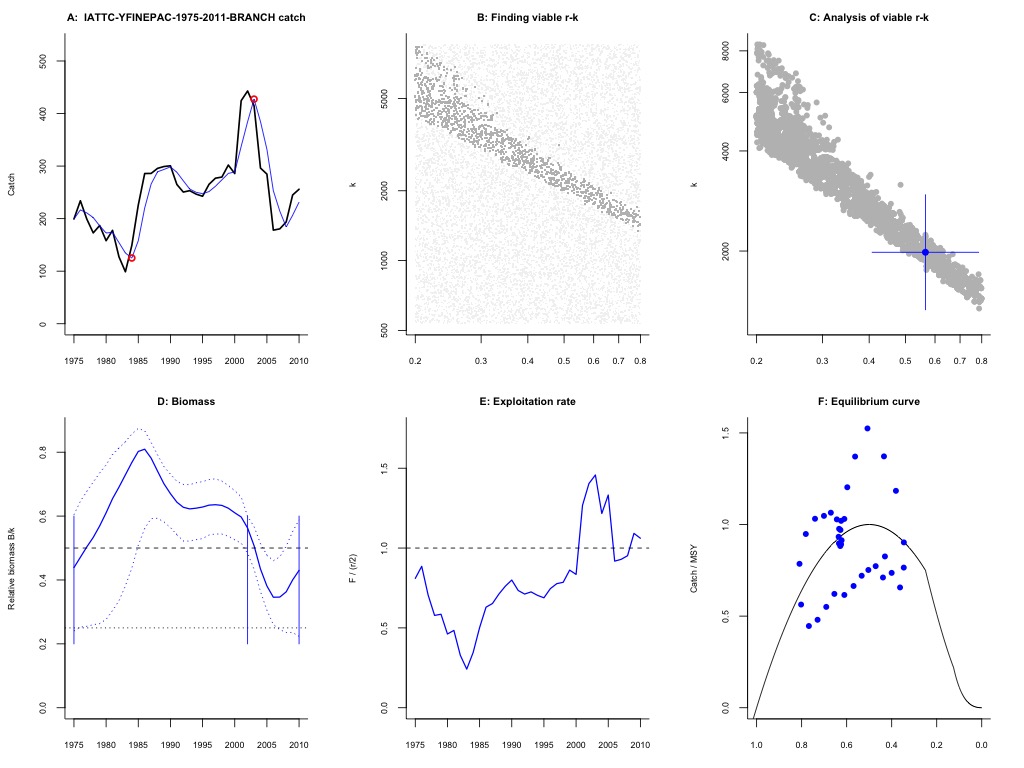 A: IATTC-YFINEPAC-1975-2011-BRANCH catch
Catch
0 100 200 300 400 500
1975 1980 1985 1990 1995 2000 2005 2010
B: Finding viable r-k
k
500 1000 2000 5000
0.2 0.3 0.4 0.5 0.6 0.7 0.8
C: Analysis of viable r-k
k
2000 4000 6000 8000
0.2 0.3 0.4 0.5 0.6 0.7 0.8
D: Biomass
Relative biomass B/k
0.0 0.2 0.4 0.6 0.8
1975 1980 1985 1990 1995 2000 2005 2010
E: Exploitation rate
F / (r/2)
0.0 0.5 1.0 1.5
1975 1980 1985 1990 1995 2000 2005 2010
F: Equilibrium curve
Catch / MSY
0.0 0.5 1.0 1.5
1.0 0.8 0.6 0.4 0.2 0.0